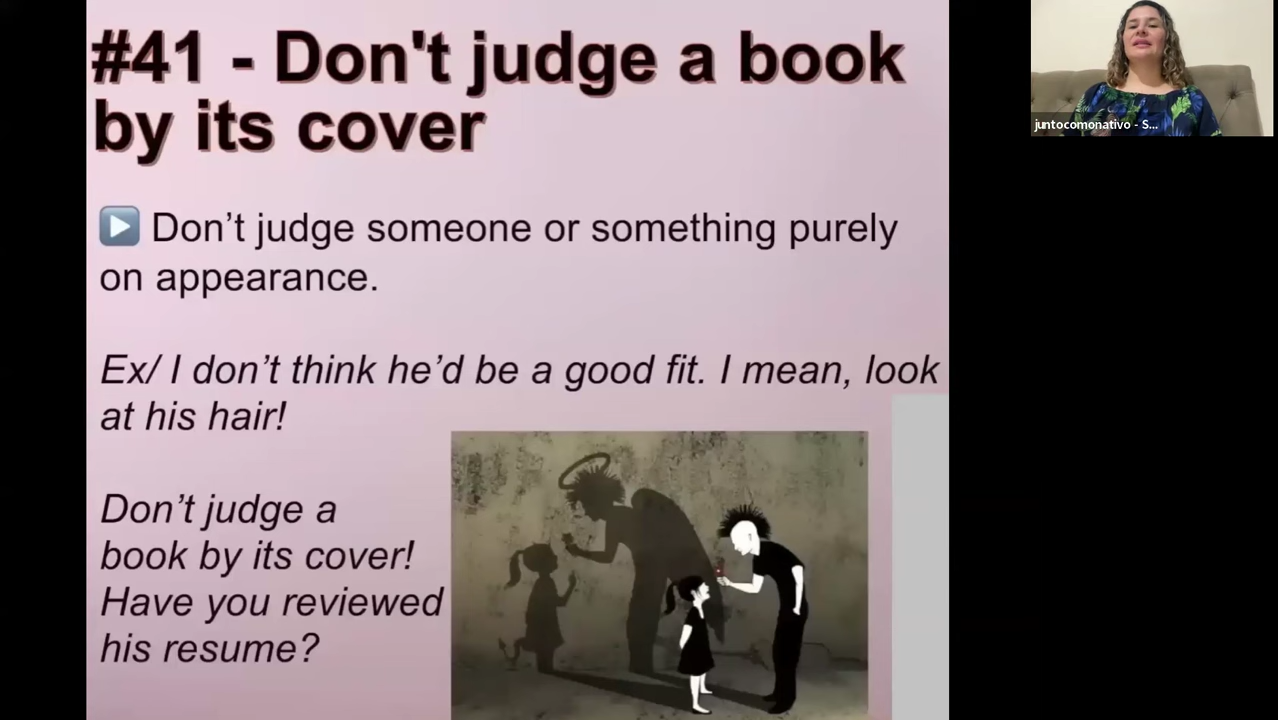 #41 - Don't judge a book
by its cover
Don’t judge someone or something purely
on appearance.
Ex/ I don’t think he’d be a good fit. I mean, look
at his hair!
Don’t judge a
book by its cover!
Have you reviewed
his resume?
juntocomonativo - S...